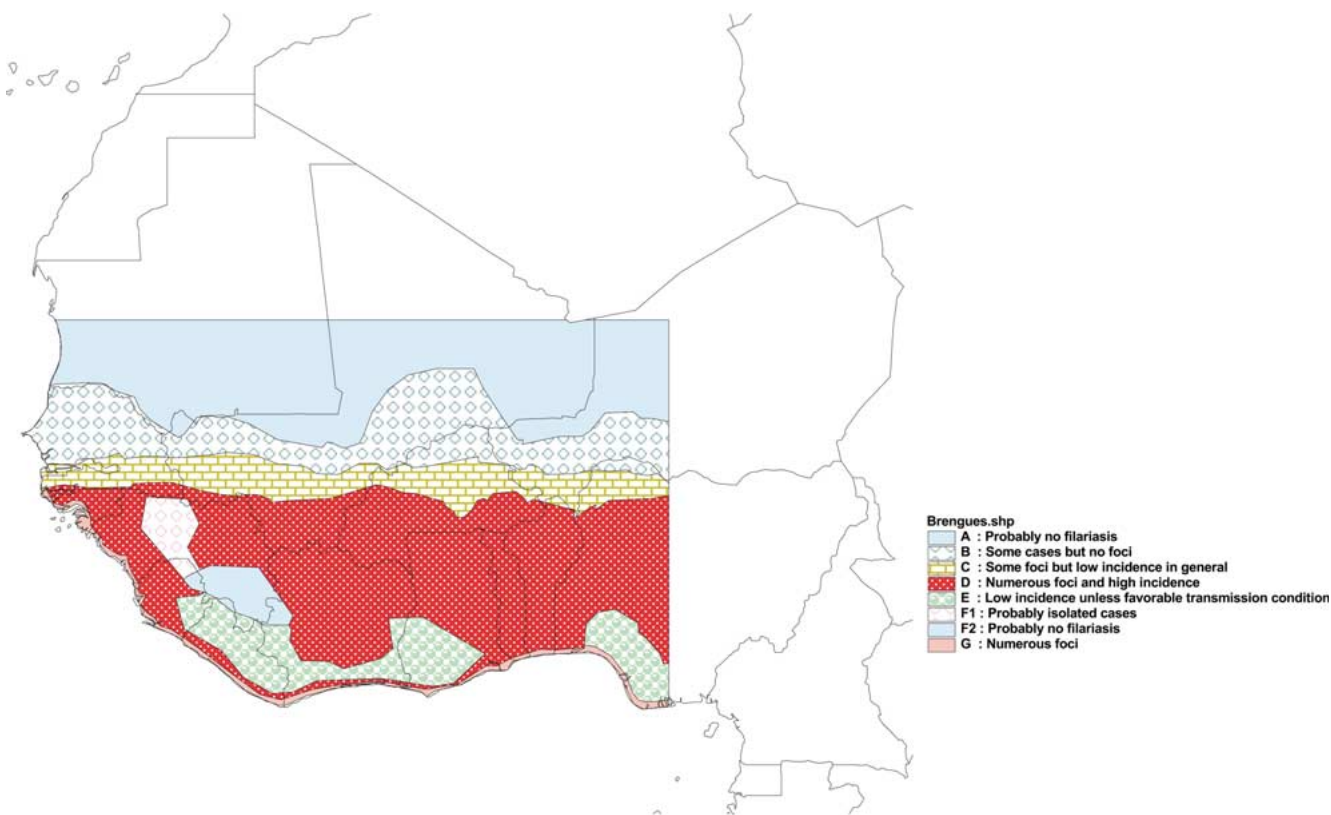 Brengues.shp
A : Probably no filariasis
B : Some cases but no foci
C : Some foci but low incidence in general
D : Numerous foci and high incidence
E : Low incidence unless favorable transmission condition
F1 : Probably isolated cases
F2 : Probably no filariasis
G : Numerous foci